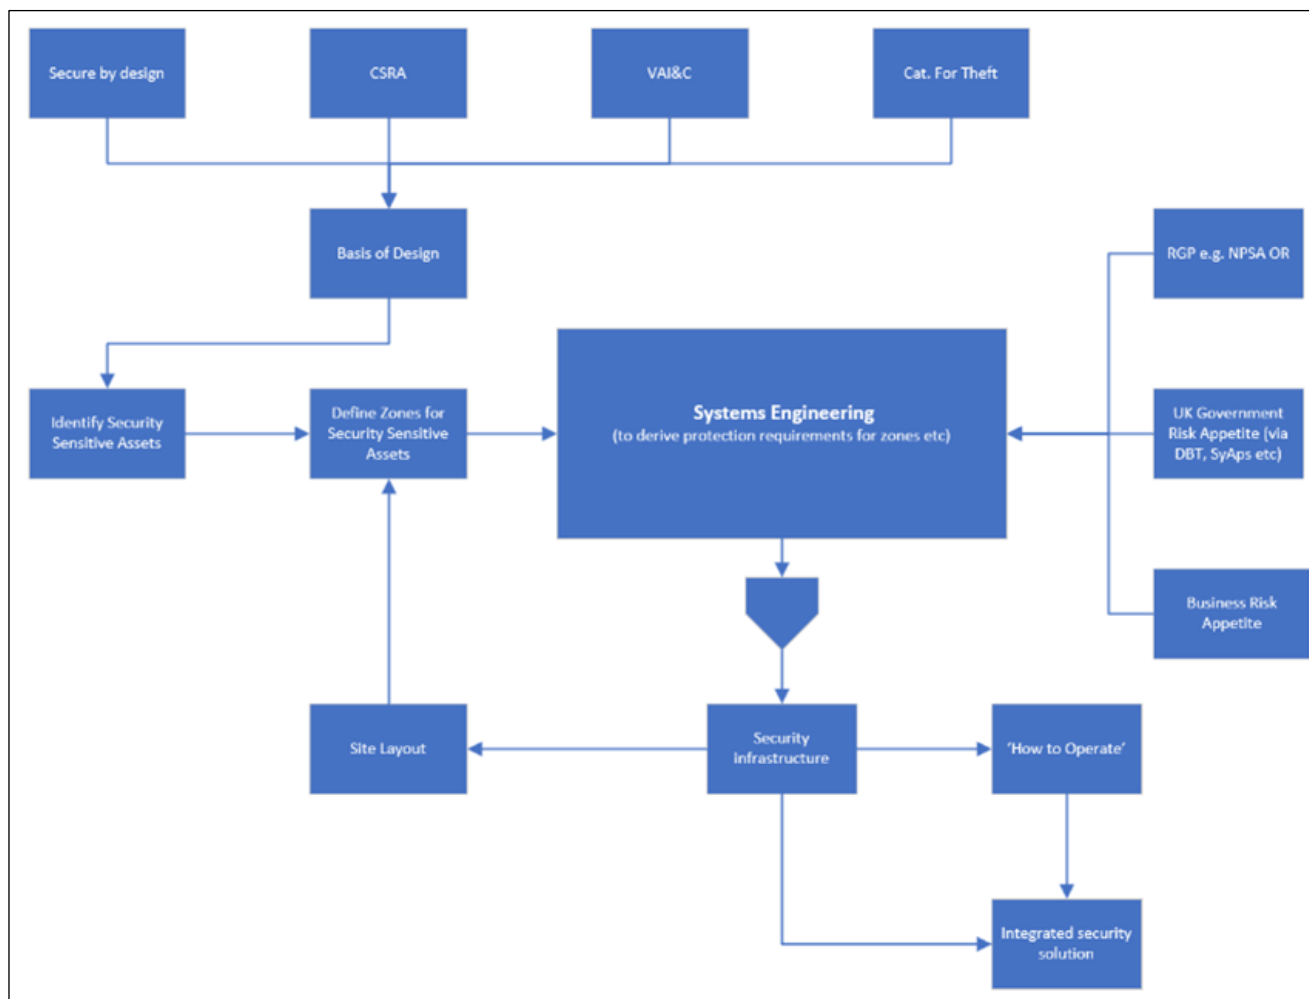 Secure by design
CSRA
VAI&C
Cat. For Theft
Basis of Design
RGP e.g. NPSA OR
Identify Security
Sensitive Assets
Define Zones for
Security Sensitive
Assets
Systems Engineering
(to derive protection requirements for zones etc)
UK Government
Risk Appetite (via
DBT, SyAps etc)
Business Risk
Appetite
Site Layout
Security
Infrastructure
‘How to Operate’
Integrated security
solution